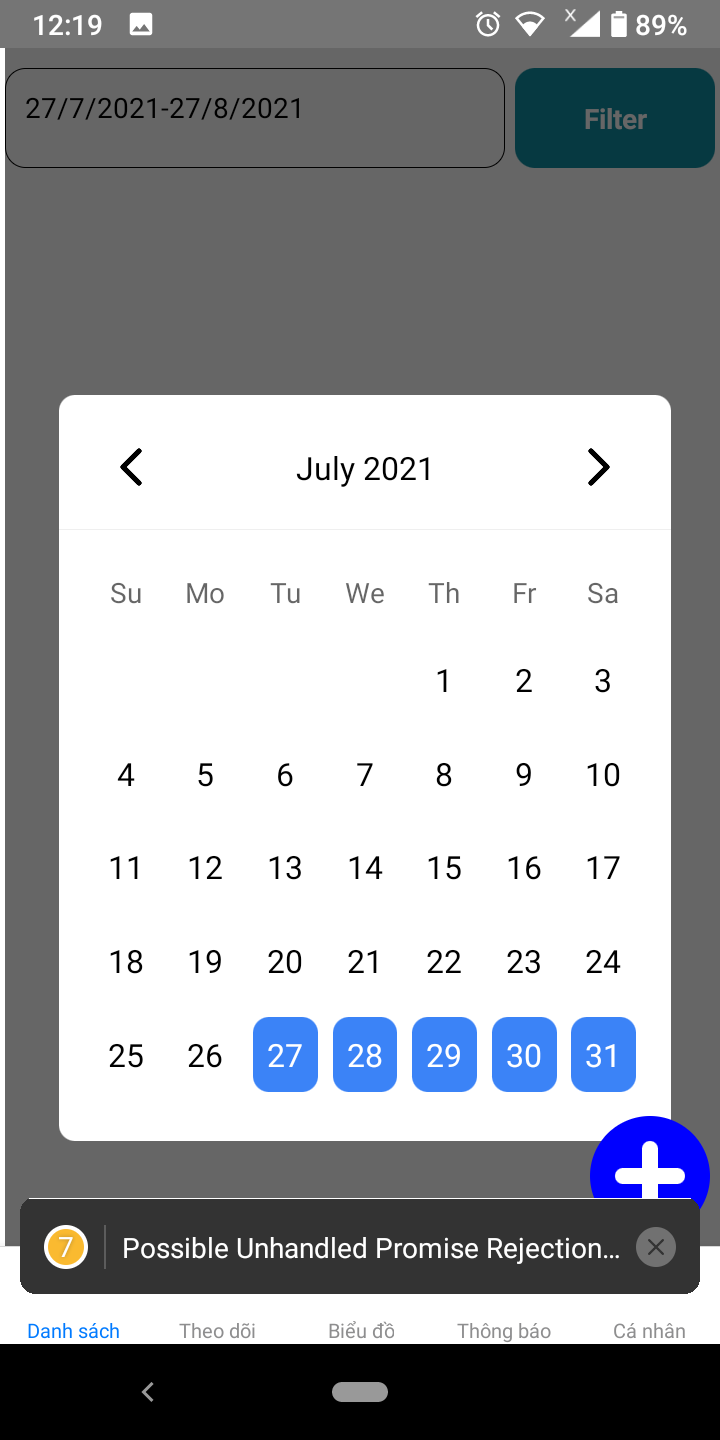 12:19 89%
27/7/2021-27/8/2021 Filter
July 2021
Su Mo Tu We Th Fr Sa
1 2 3
4 5 6 7 8 9 10
11 12 13 14 15 16 17
18 19 20 21 22 23 24
25 26 27 28 29 30 31
7 Possible Unhandled Promise Rejection...
Danh sách Theo dõi Biểu đồ Thông báo Cá nhân